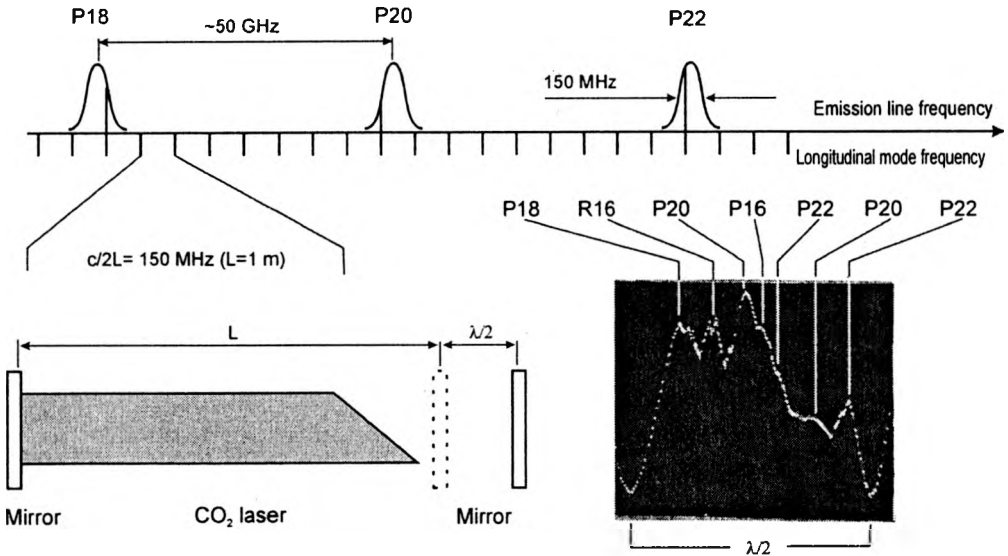 P18
P20
P22
~50 GHz
150 MHz
Emission line frequency
Longitudinal mode frequency
c/2L= 150 MHz (L=1 m)
P18 R16 P20 P16 P22 P20 P22
L
λ/2
Mirror
CO₂ laser
Mirror
λ/2